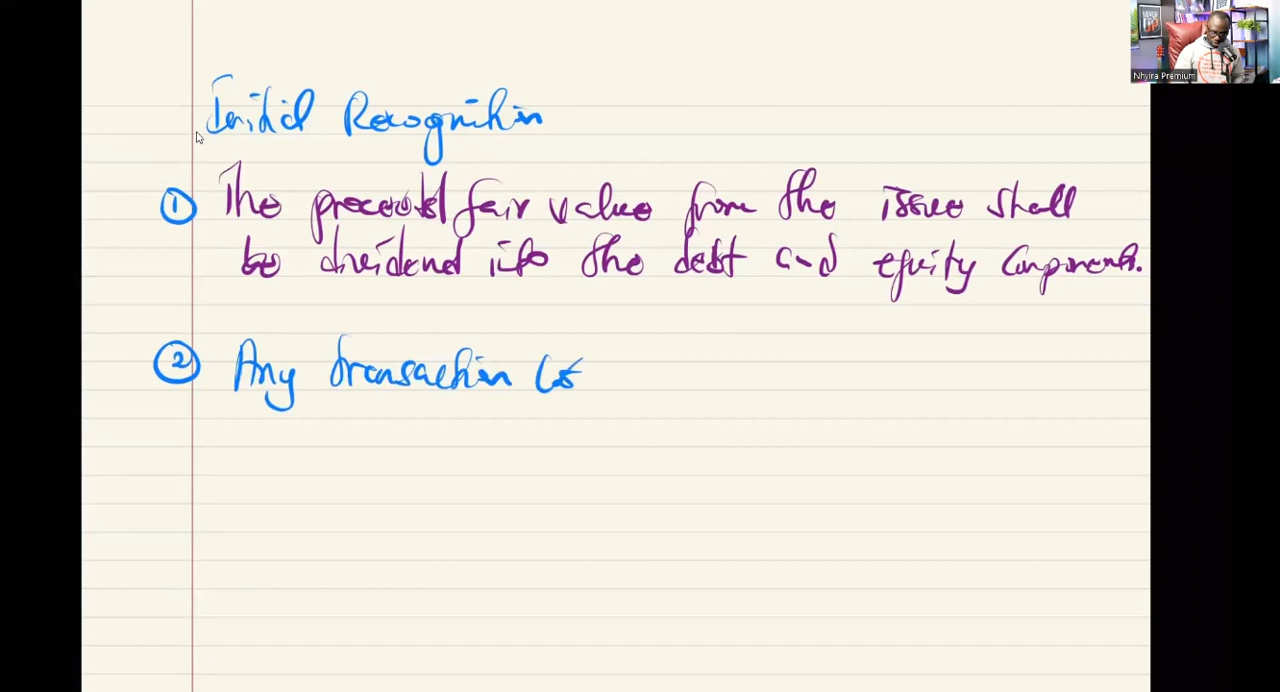 Initial Recognition
① The proceeds/fair value from the issue shall
be dividend into the debt and equity components.
② Any transaction Cos
Nhyira Premium